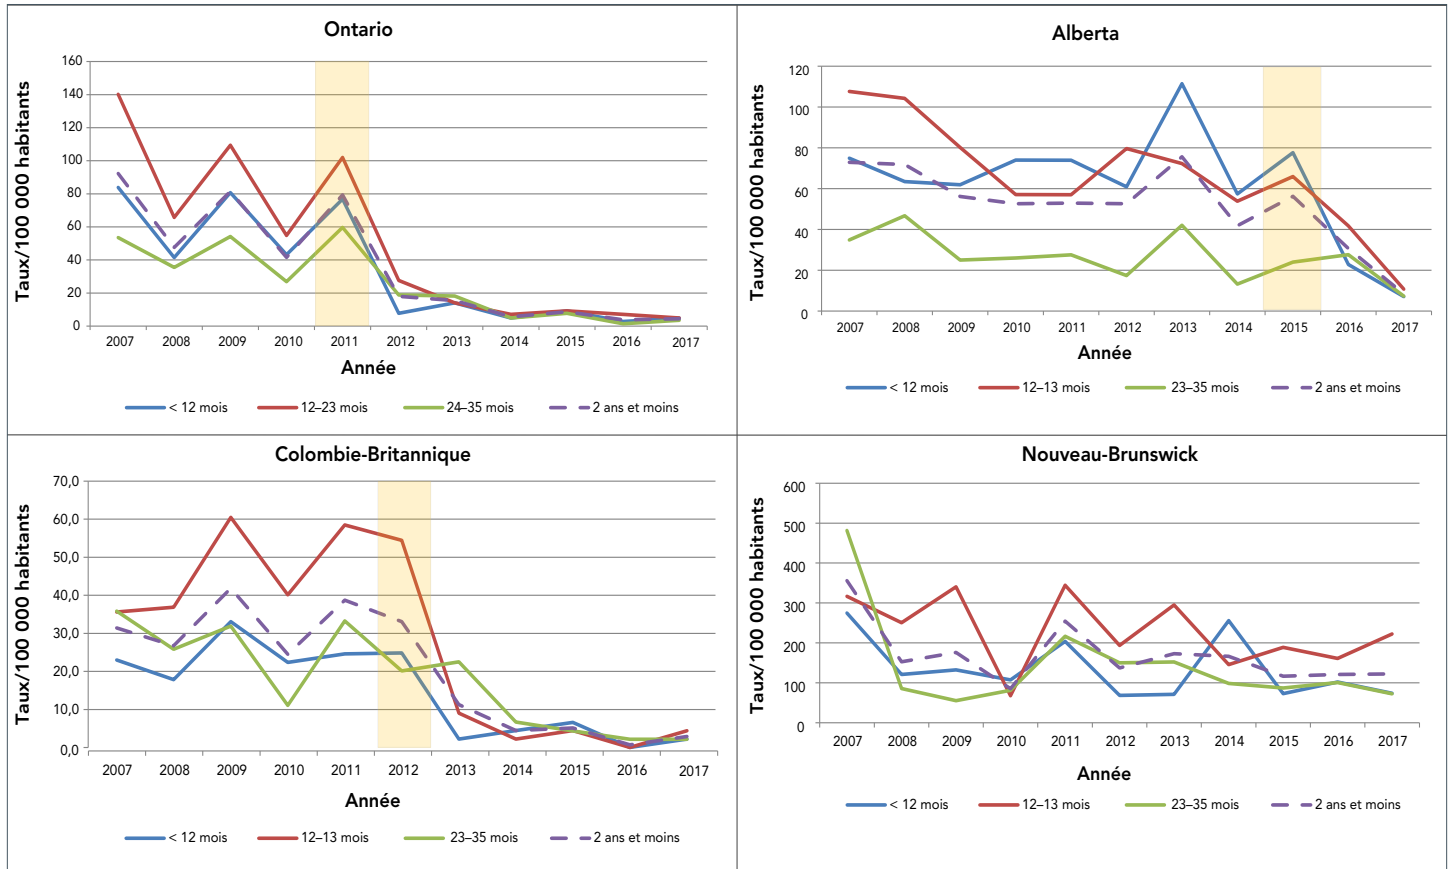 Ontario
Taux/100 000 habitants
160
140
120
100
80
60
40
20
0
2007 2008 2009 2010 2011 2012 2013 2014 2015 2016 2017
Année
< 12 mois 12–23 mois 24–35 mois 2 ans et moins
Alberta
Taux/100 000 habitants
120
100
80
60
40
20
0
2007 2008 2009 2010 2011 2012 2013 2014 2015 2016 2017
Année
< 12 mois 12–13 mois 23–35 mois 2 ans et moins
Colombie-Britannique
Taux/100 000 habitants
70,0
60,0
50,0
40,0
30,0
20,0
10,0
0,0
2007 2008 2009 2010 2011 2012 2013 2014 2015 2016 2017
Année
< 12 mois 12–13 mois 23–35 mois 2 ans et moins
Nouveau-Brunswick
Taux/100 000 habitants
600
500
400
300
200
100
0
2007 2008 2009 2010 2011 2012 2013 2014 2015 2016 2017
Année
< 12 mois 12–13 mois 23–35 mois 2 ans et moins